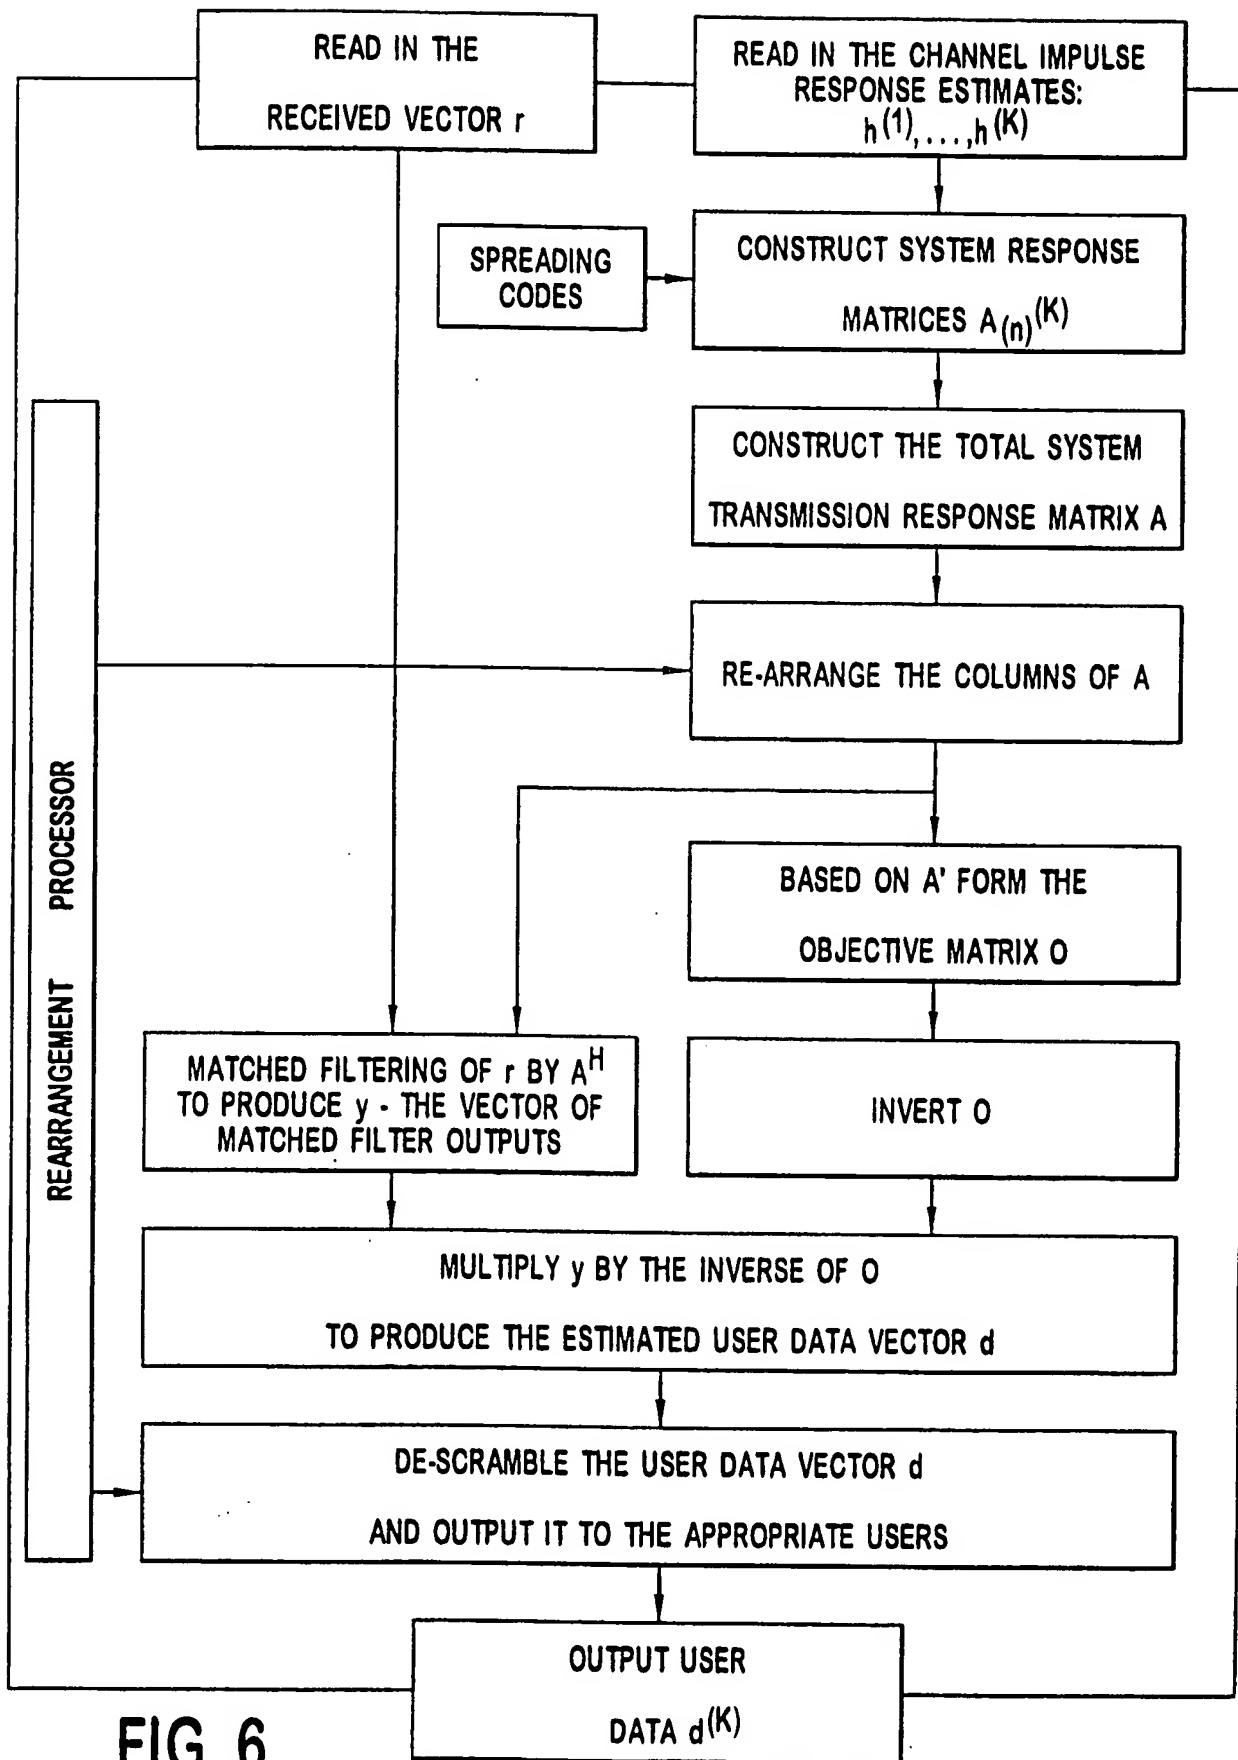 READ IN THE
RECEIVED VECTOR r
READ IN THE CHANNEL IMPULSE
RESPONSE ESTIMATES:
h(1),...,h(K)
SPREADING
CODES
CONSTRUCT SYSTEM RESPONSE
MATRICES A(n)(K)
CONSTRUCT THE TOTAL SYSTEM
TRANSMISSION RESPONSE MATRIX A
RE-ARRANGE THE COLUMNS OF A
REARRANGEMENT PROCESSOR
BASED ON A' FORM THE
OBJECTIVE MATRIX O
MATCHED FILTERING OF r BY AH
TO PRODUCE y - THE VECTOR OF
MATCHED FILTER OUTPUTS
INVERT O
MULTIPLY y BY THE INVERSE OF O
TO PRODUCE THE ESTIMATED USER DATA VECTOR d
DE-SCRAMBLE THE USER DATA VECTOR d
AND OUTPUT IT TO THE APPROPRIATE USERS
OUTPUT USER
DATA d(K)
FIG. 6